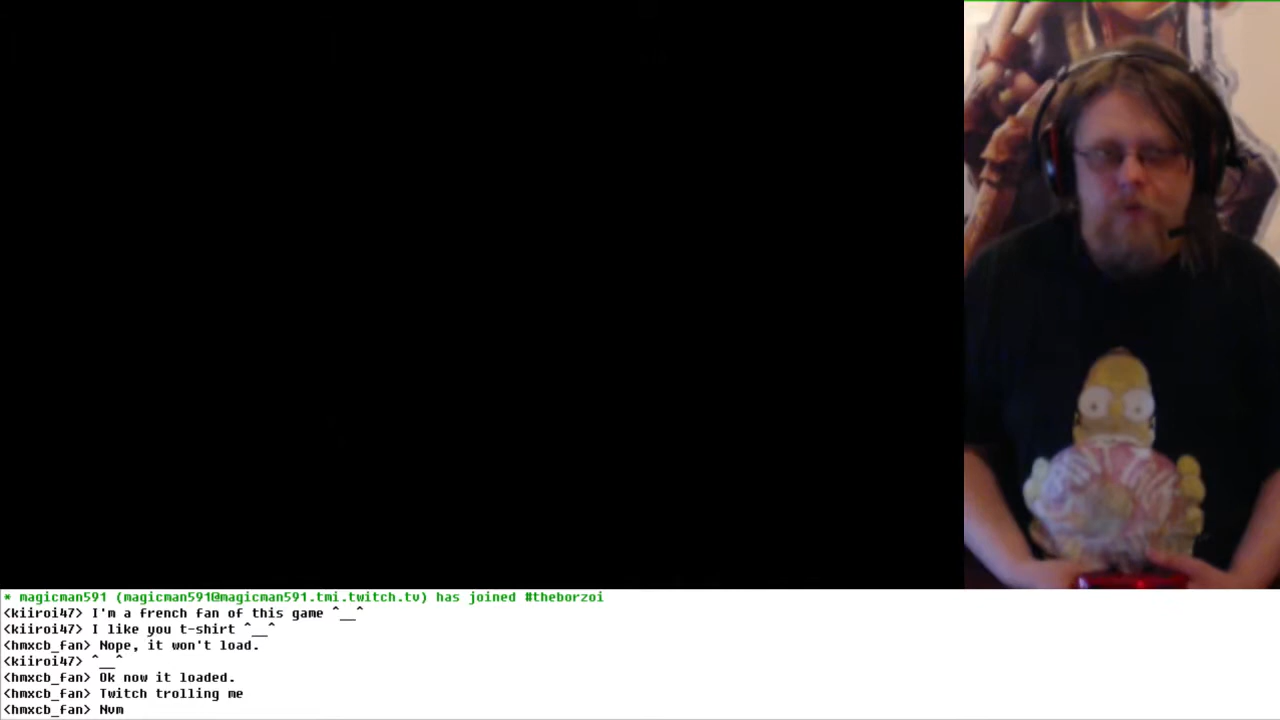 * magicman591 (magicman591@magicman591.tmi.twitch.tv) has joined #theborzoi
<kiiroi47> I'm a french fan of this game ^__^
<kiiroi47> I like you t-shirt ^__^
<hmxcb_fan> Nope, it won't load.
<kiiroi47> ^__^
<hmxcb_fan> Ok now it loaded.
<hmxcb_fan> Twitch trolling me
<hmxcb_fan> Nvm